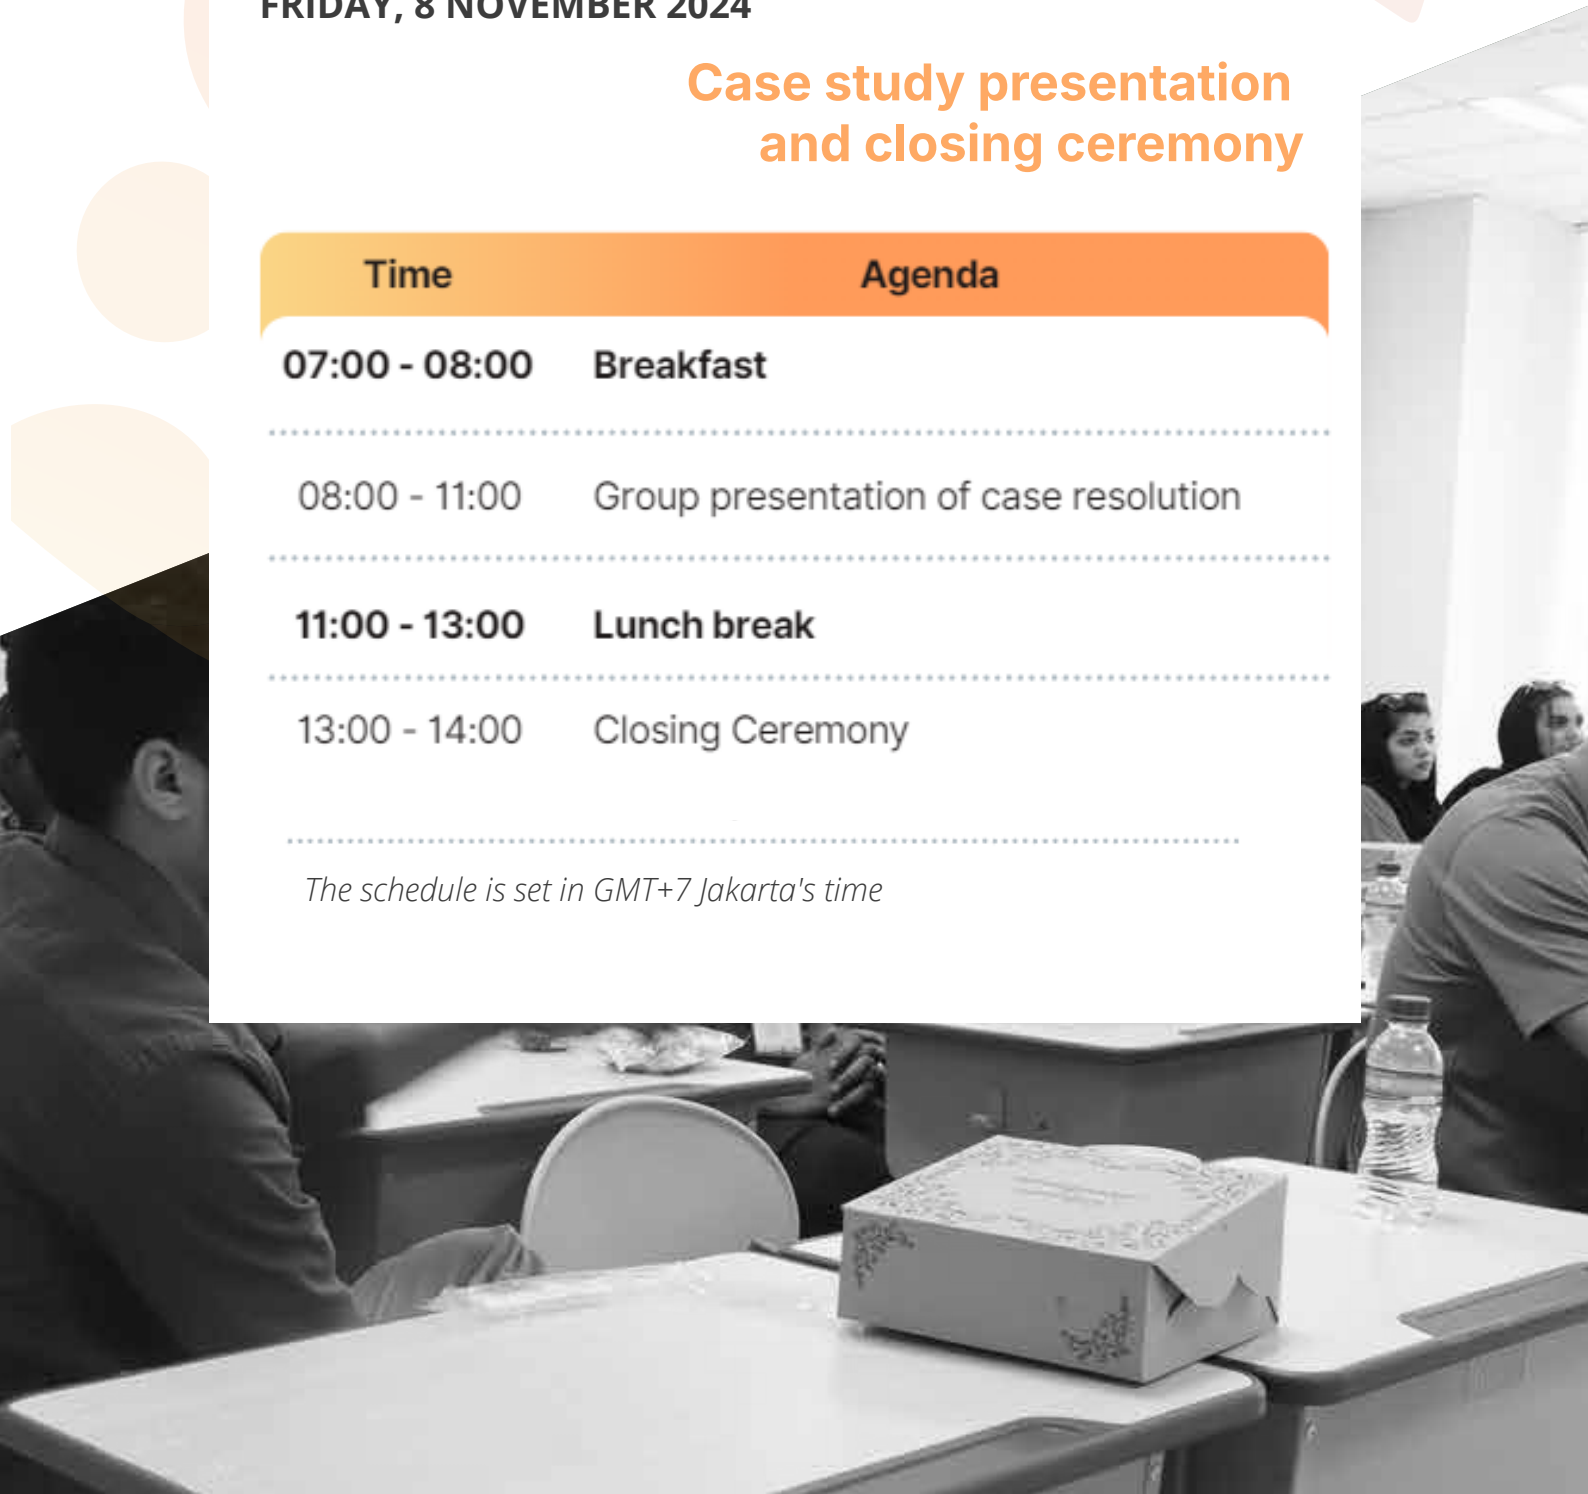 FRIDAY, 8 NOVEMBER 2024
Case study presentation
and closing ceremony
Time Agenda
07:00 - 08:00 Breakfast
08:00 - 11:00 Group presentation of case resolution
11:00 - 13:00 Lunch break
13:00 - 14:00 Closing Ceremony
The schedule is set in GMT+7 Jakarta's time